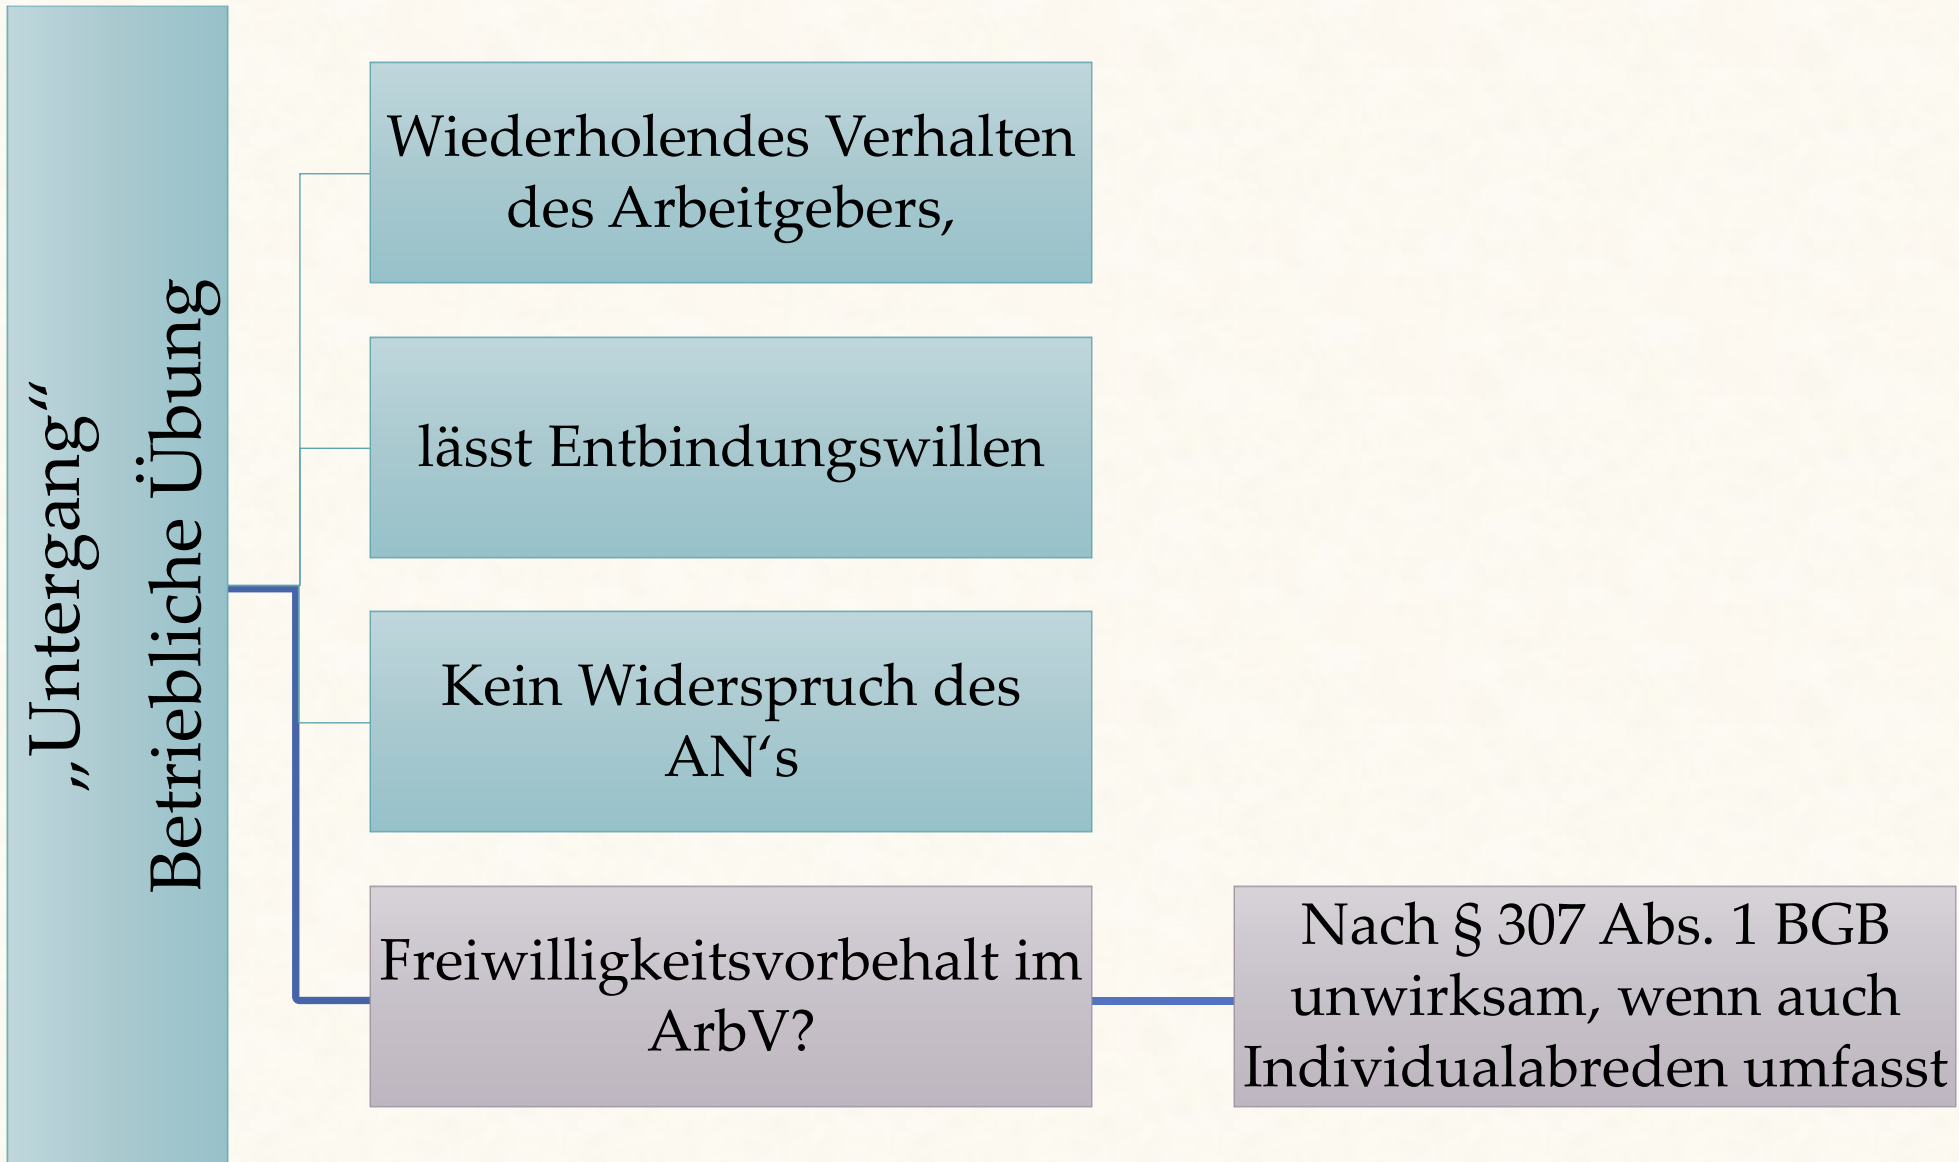 „Untergang“
Betriebliche Übung
Wiederholendes Verhalten
des Arbeitgebers,
lässt Entbindungswillen
Kein Widerspruch des
AN‘s
Freiwilligkeitsvorbehalt im
ArbV?
Nach § 307 Abs. 1 BGB
unwirksam, wenn auch
Individualabreden umfasst